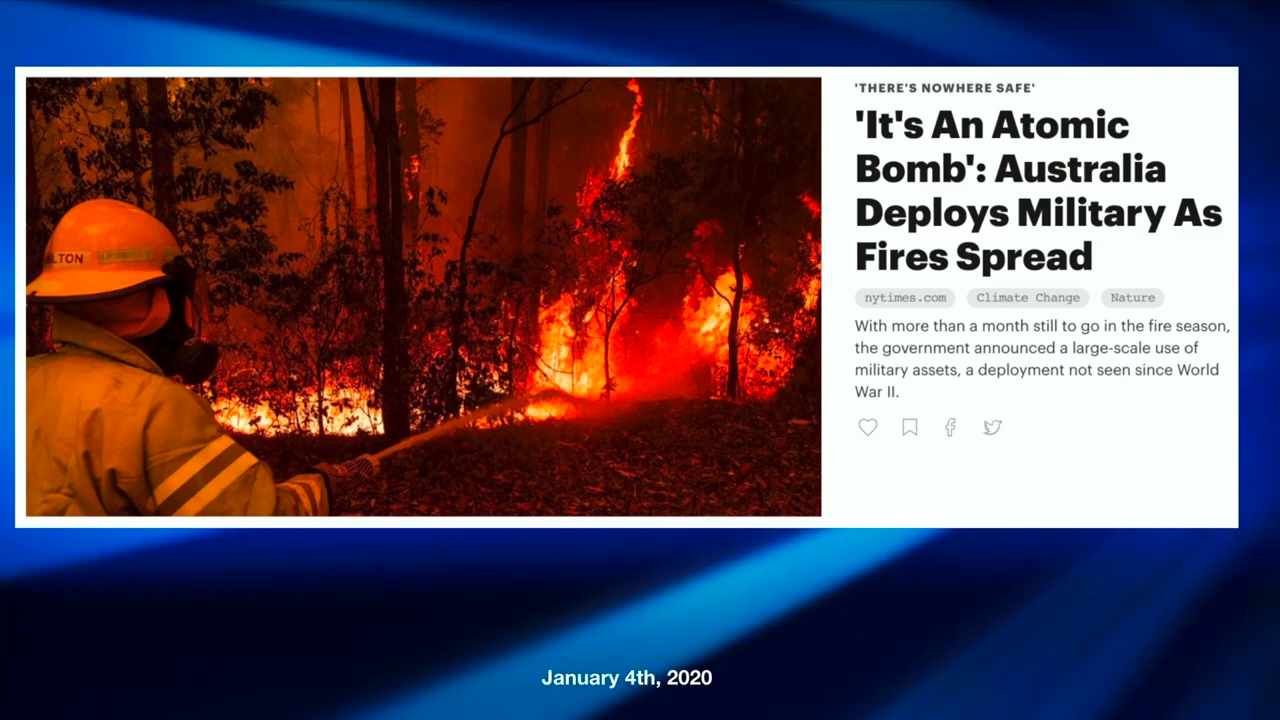 'THERE'S NOWHERE SAFE'
'It's An Atomic
Bomb': Australia
Deploys Military As
Fires Spread
nytimes.com Climate Change Nature
With more than a month still to go in the fire season,
the government announced a large-scale use of
military assets, a deployment not seen since World
War II.
LTON
January 4th, 2020